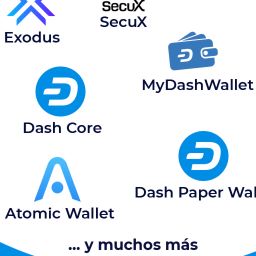 SecuX
SecuX
Exodus
MyDashWallet
Dash Core
Dash Paper Wal
Atomic Wallet
... y muchos más